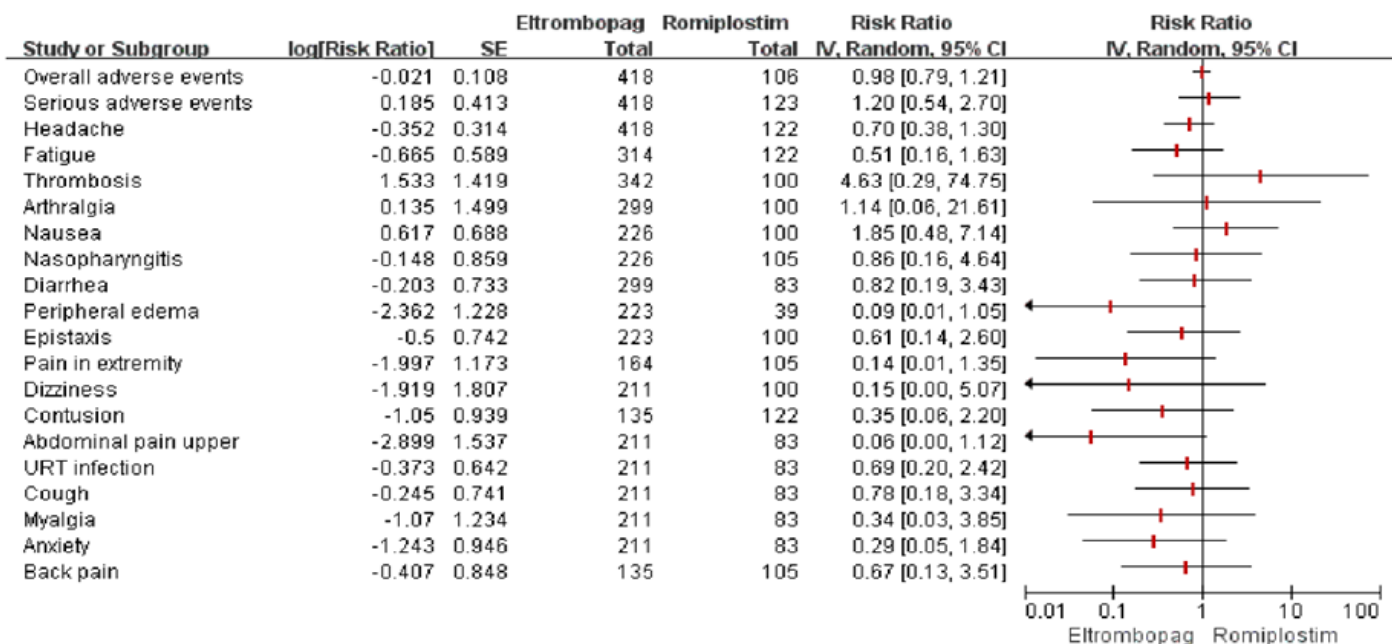 Eltrombopag Romiplostim Risk Ratio Risk Ratio
Study or Subgroup log[Risk Ratio] SE Total Total IV, Random, 95% CI IV, Random, 95% CI
Overall adverse events -0.021 0.108 418 106 0.98 [0.79, 1.21]
Serious adverse events 0.185 0.413 418 123 1.20 [0.54, 2.70]
Headache -0.352 0.314 418 122 0.70 [0.38, 1.30]
Fatigue -0.665 0.589 314 122 0.51 [0.16, 1.63]
Thrombosis 1.533 1.419 342 100 4.63 [0.29, 74.75]
Arthralgia 0.135 1.499 299 100 1.14 [0.06, 21.61]
Nausea 0.617 0.688 226 100 1.85 [0.48, 7.14]
Nasopharyngitis -0.148 0.859 226 105 0.86 [0.16, 4.64]
Diarrhea -0.203 0.733 299 83 0.82 [0.19, 3.43]
Peripheral edema -2.362 1.228 223 39 0.09 [0.01, 1.05]
Epistaxis -0.5 0.742 223 100 0.61 [0.14, 2.60]
Pain in extremity -1.997 1.173 164 105 0.14 [0.01, 1.35]
Dizziness -1.919 1.807 211 100 0.15 [0.00, 5.07]
Contusion -1.05 0.939 135 122 0.35 [0.06, 2.20]
Abdominal pain upper -2.899 1.537 211 83 0.06 [0.00, 1.12]
URT infection -0.373 0.642 211 83 0.69 [0.20, 2.42]
Cough -0.245 0.741 211 83 0.78 [0.18, 3.34]
Myalgia -1.07 1.234 211 83 0.34 [0.03, 3.85]
Anxiety -1.243 0.946 211 83 0.29 [0.05, 1.84]
Back pain -0.407 0.848 135 105 0.67 [0.13, 3.51]
0.01 0.1 1 10 100
Eltrombopag Romiplostim